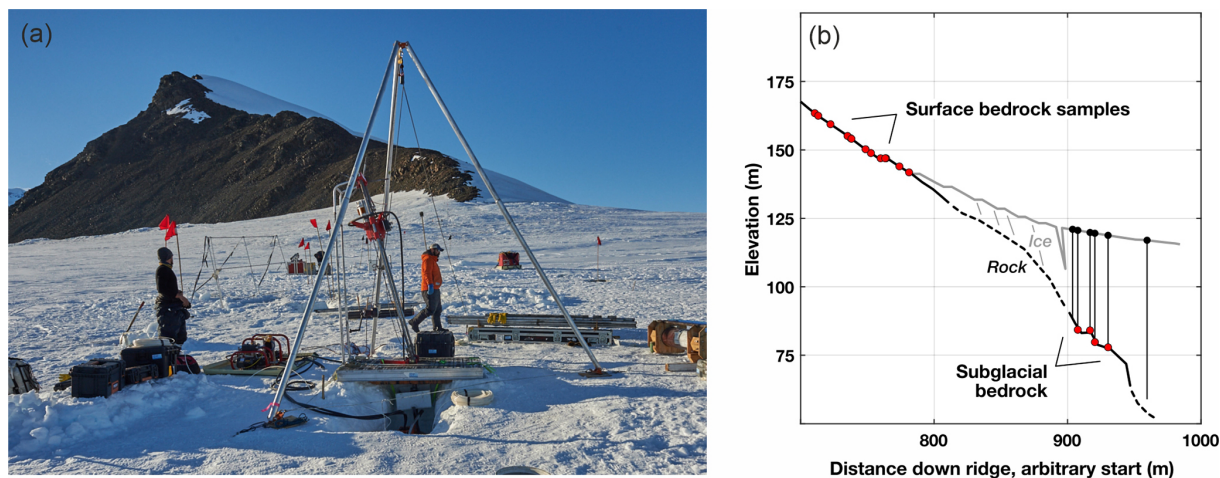 (a)
(b)
175
150
125
100
75
50
Elevation (m)
Surface bedrock samples
Ice
Rock
Subglacial
bedrock
800
900
1000
Distance down ridge, arbitrary start (m)